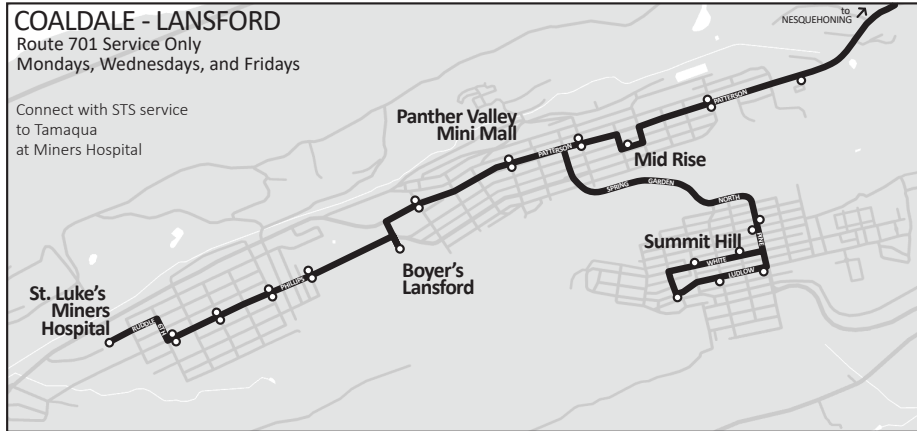 COALDALE - LANSFORD
Route 701 Service Only
Mondays, Wednesdays, and Fridays
Connect with STS service
to Tamaqua
at Miners Hospital
to
NESQUEHONING
PATTERSON
Panther Valley
Mini Mall
PATTERSON
Mid Rise
SPRING GARDEN
NORTH
PINE
Summit Hill
WHITE
LUDLOW
Boyer's
Lansford
PHILLIPS
St. Luke's
Miners
Hospital
RUDDLE
6TH